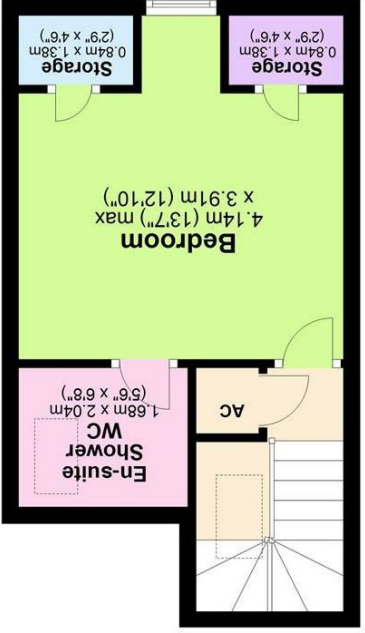 AC
En-suite
Shower
WC
1.68m x 2.04m
(5'6" x 6'8")
Bedroom
4.14m (13'7") max
x 3.91m (12'10")
Storage
0.84m x 1.38m
(2'9" x 4'6")
Storage
0.84m x 1.38m
(2'9" x 4'6")